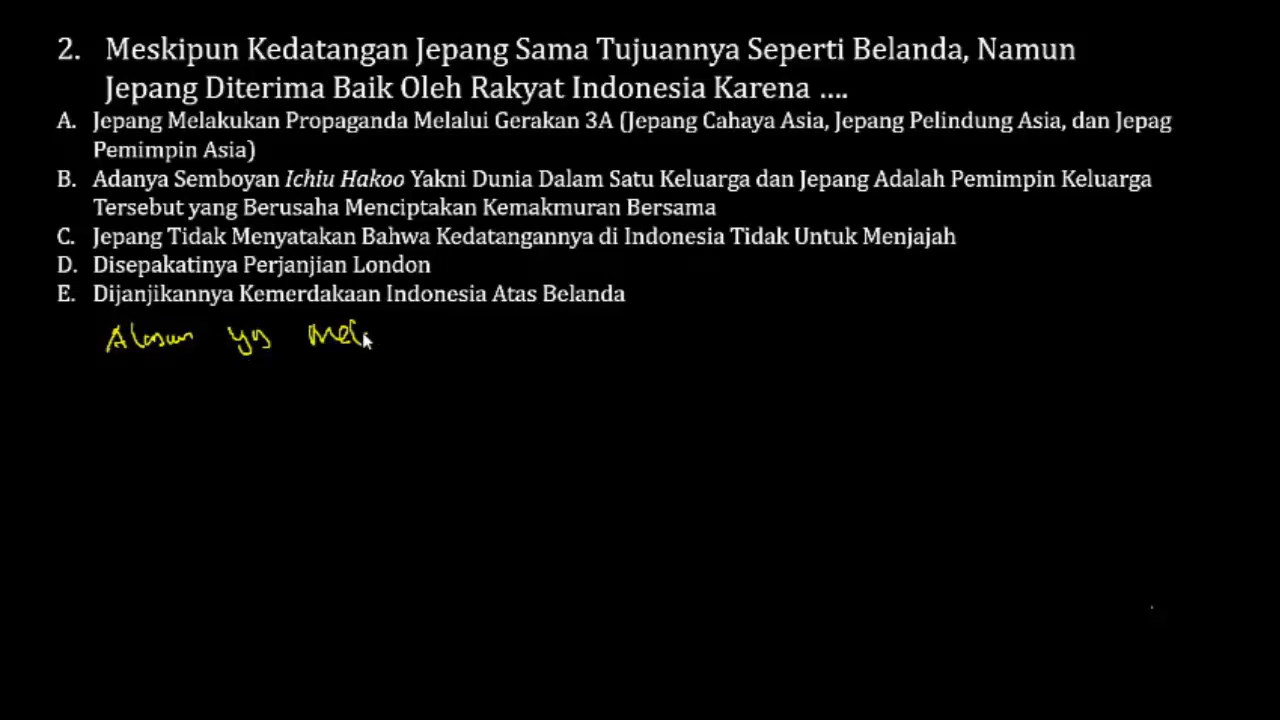 2. Meskipun Kedatangan Jepang Sama Tujuannya Seperti Belanda, Namun
Jepang Diterima Baik Oleh Rakyat Indonesia Karena ....
A. Jepang Melakukan Propaganda Melalui Gerakan 3A (Jepang Cahaya Asia, Jepang Pelindung Asia, dan Jepag
Pemimpin Asia)
B. Adanya Semboyan Ichiu Hakoo Yakni Dunia Dalam Satu Keluarga dan Jepang Adalah Pemimpin Keluarga
Tersebut yang Berusaha Menciptakan Kemakmuran Bersama
C. Jepang Tidak Menyatakan Bahwa Kedatangannya di Indonesia Tidak Untuk Menjajah
D. Disepakatinya Perjanjian London
E. Dijanjikannya Kemerdakaan Indonesia Atas Belanda
Alasan yg Mel